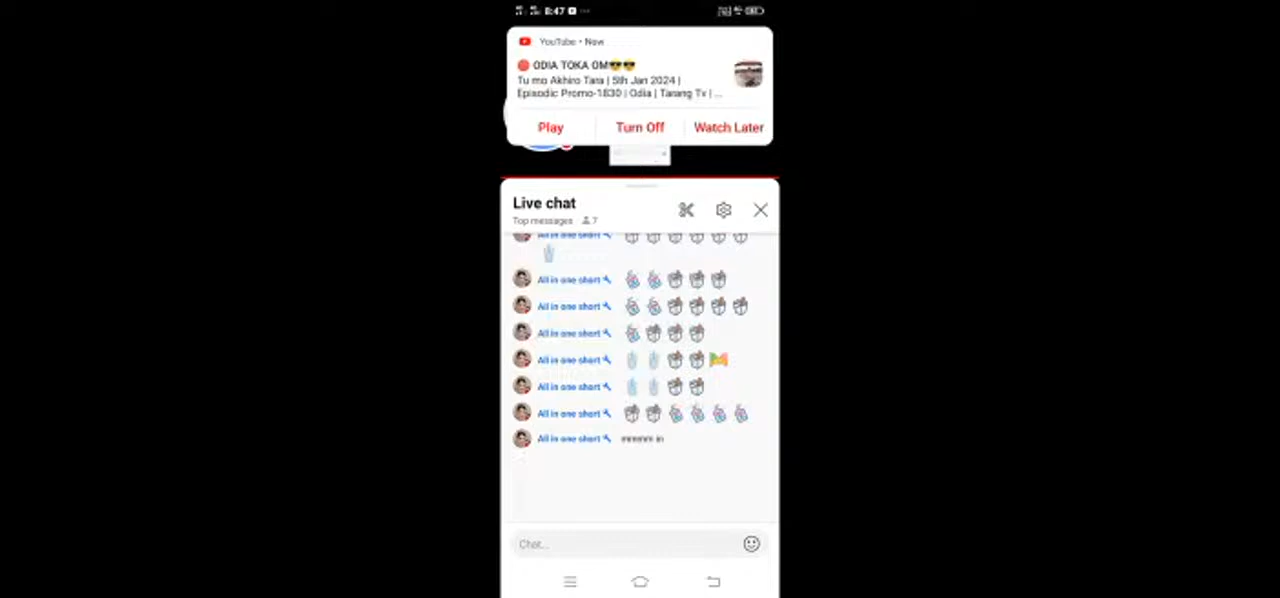 8:47
YouTube • Now
🔴 ODIA TOKA OM😎😎
Tu mo Akhiro Tara | 5th Jan 2024 |
Episodic Promo-1830 | Odia | Tarang Tv | ...
Play Turn Off Watch Later
Live chat
Top messages 7
All in one short
All in one short
All in one short
All in one short
All in one short
All in one short
All in one short
All in one short
Chat...